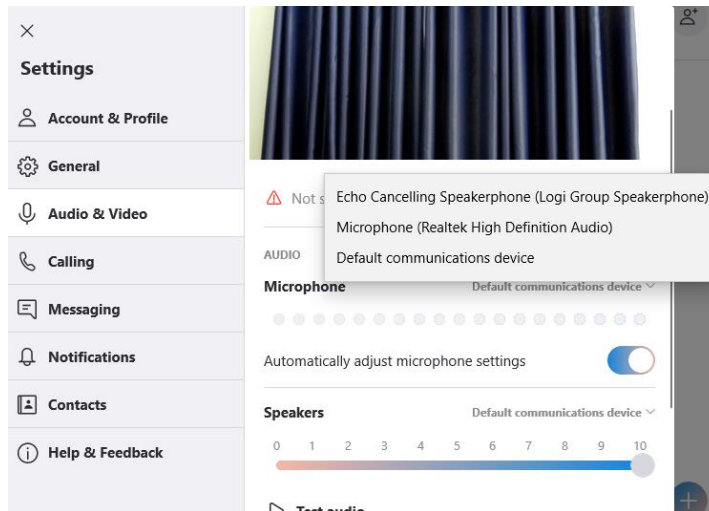 Settings
Account & Profile
General
Audio & Video
Calling
Messaging
Notifications
Contacts
Help & Feedback
Not s
Echo Cancelling Speakerphone (Logi Group Speakerphone)
Microphone (Realtek High Definition Audio)
Default communications device
AUDIO
Microphone Default communications device
Automatically adjust microphone settings
Speakers Default communications device
0 1 2 3 4 5 6 7 8 9 10
Test audio